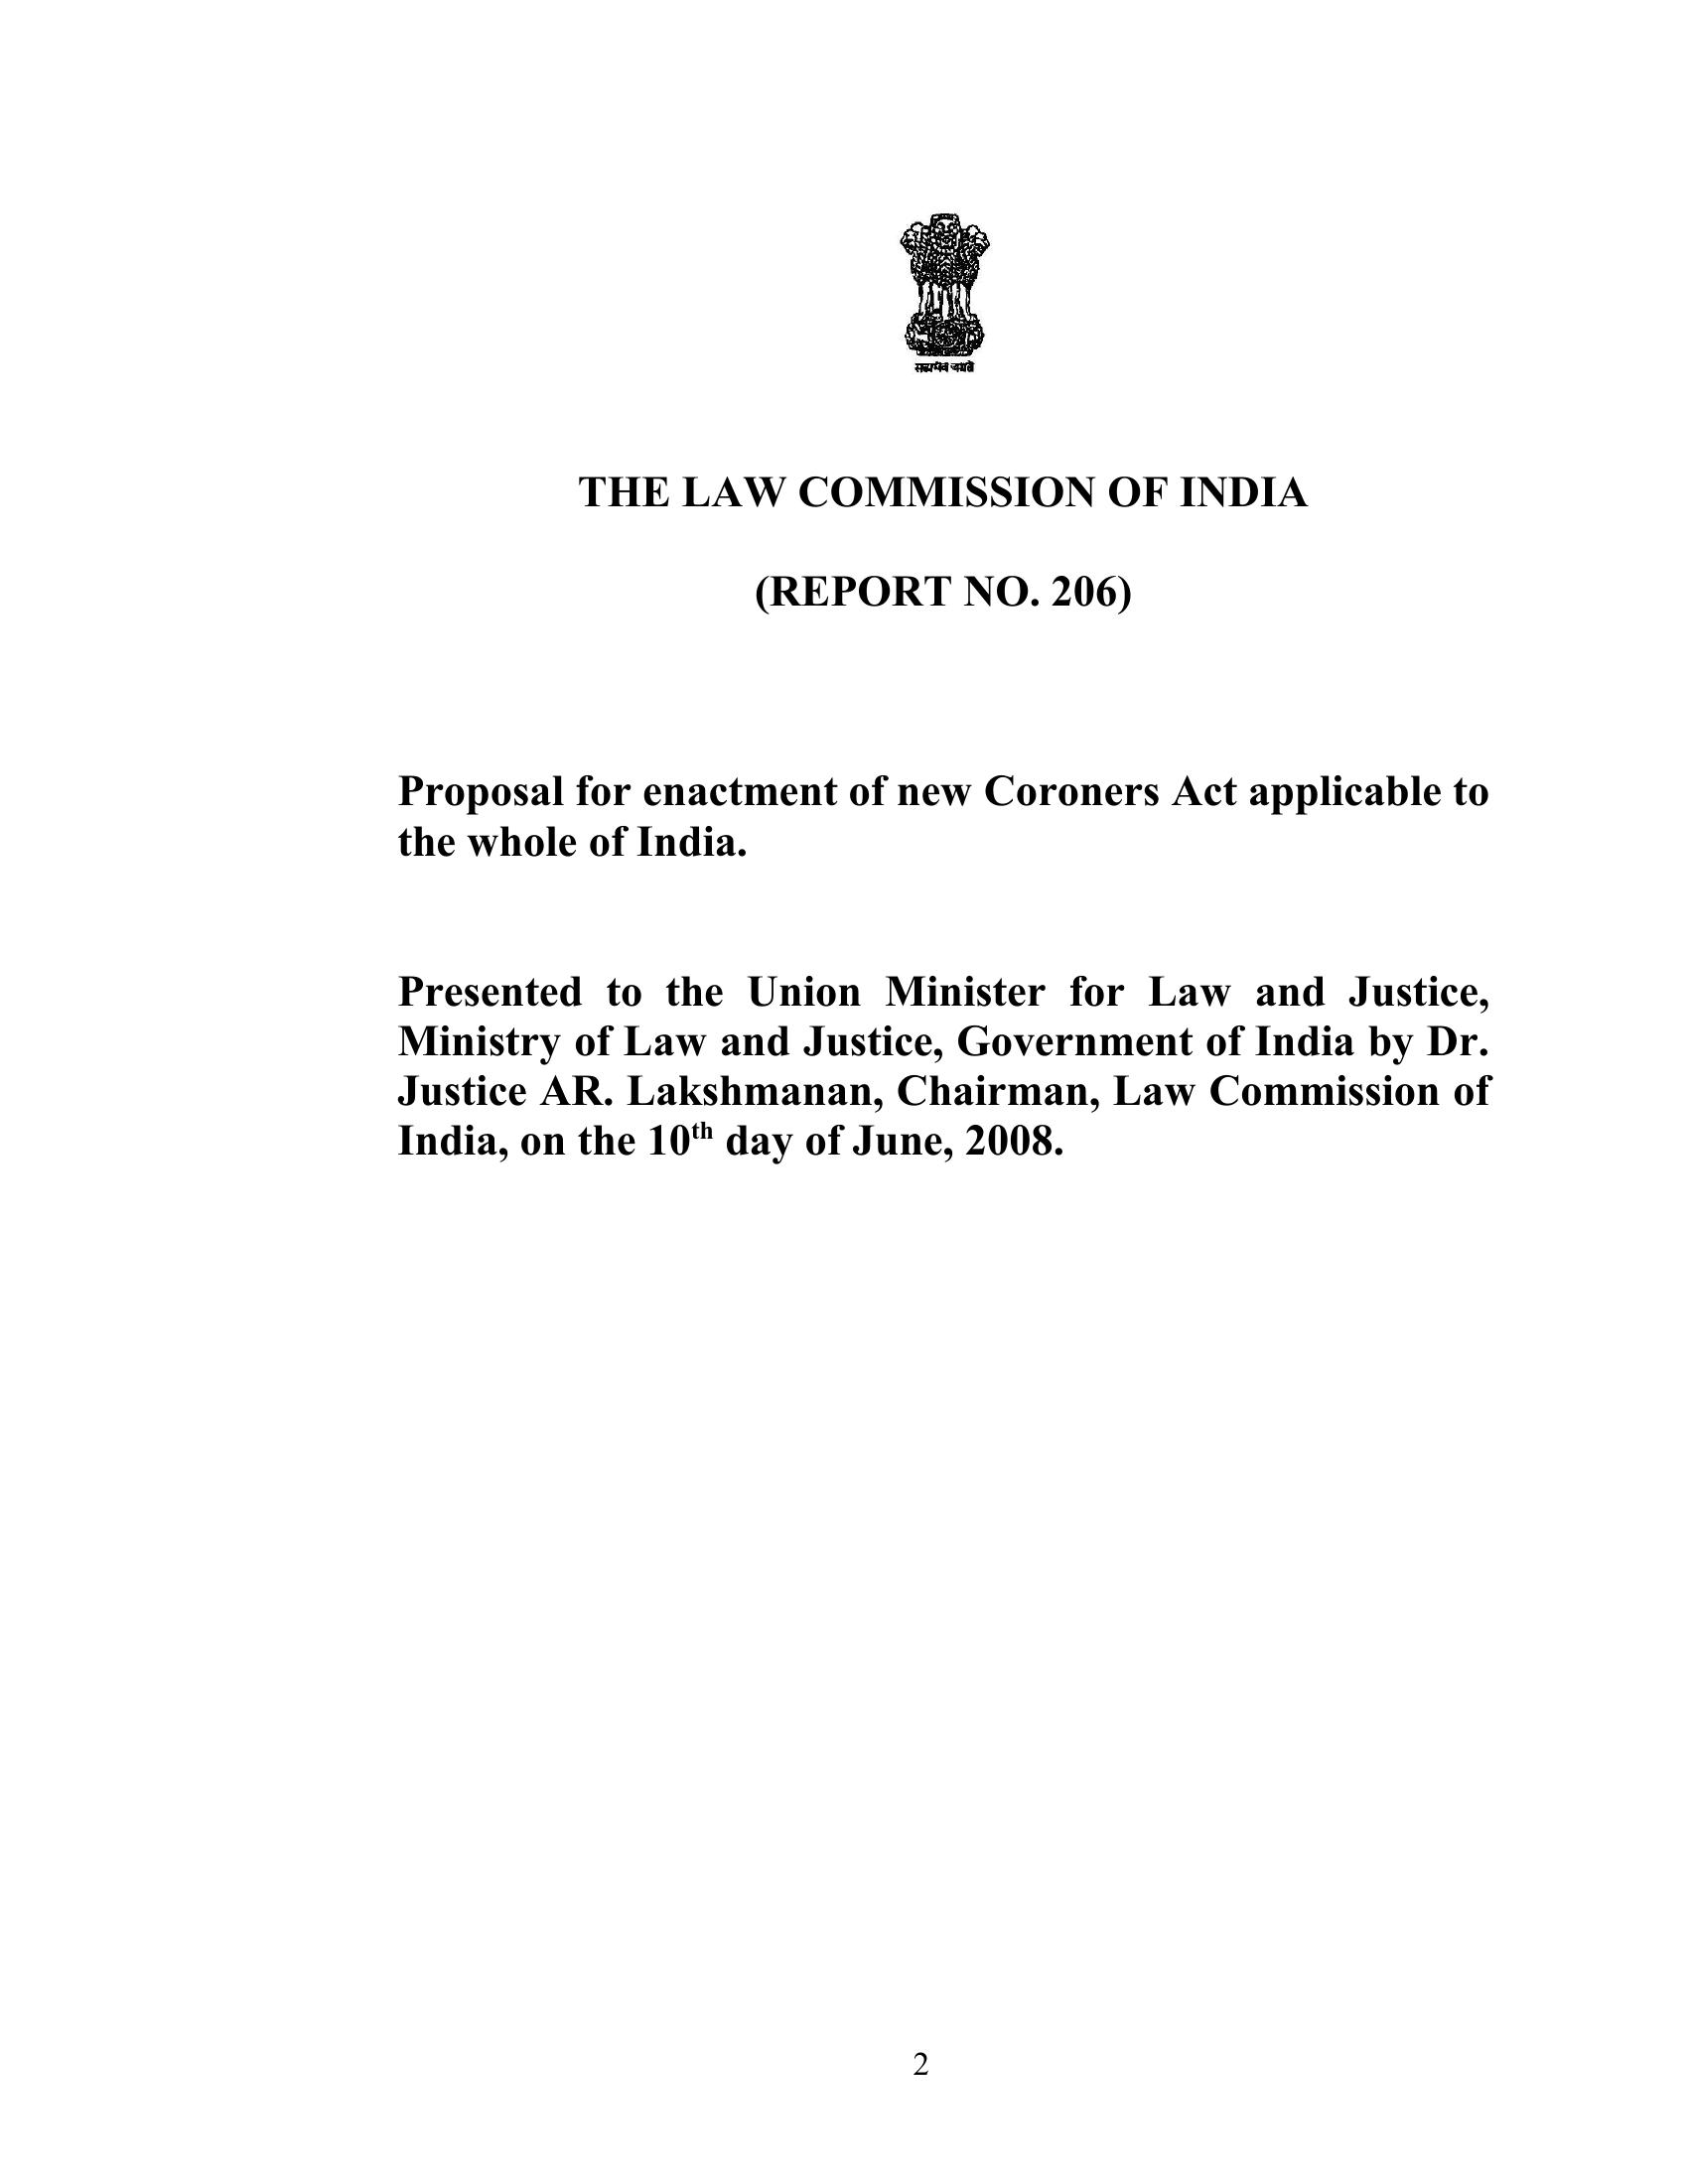 सत्यमेव जयते
THE LAW COMMISSION OF INDIA
(REPORT NO. 206)
Proposal for enactment of new Coroners Act applicable to
the whole of India.
Presented to the Union Minister for Law and Justice,
Ministry of Law and Justice, Government of India by Dr.
Justice AR. Lakshmanan, Chairman, Law Commission of
India, on the 10th day of June, 2008.
2